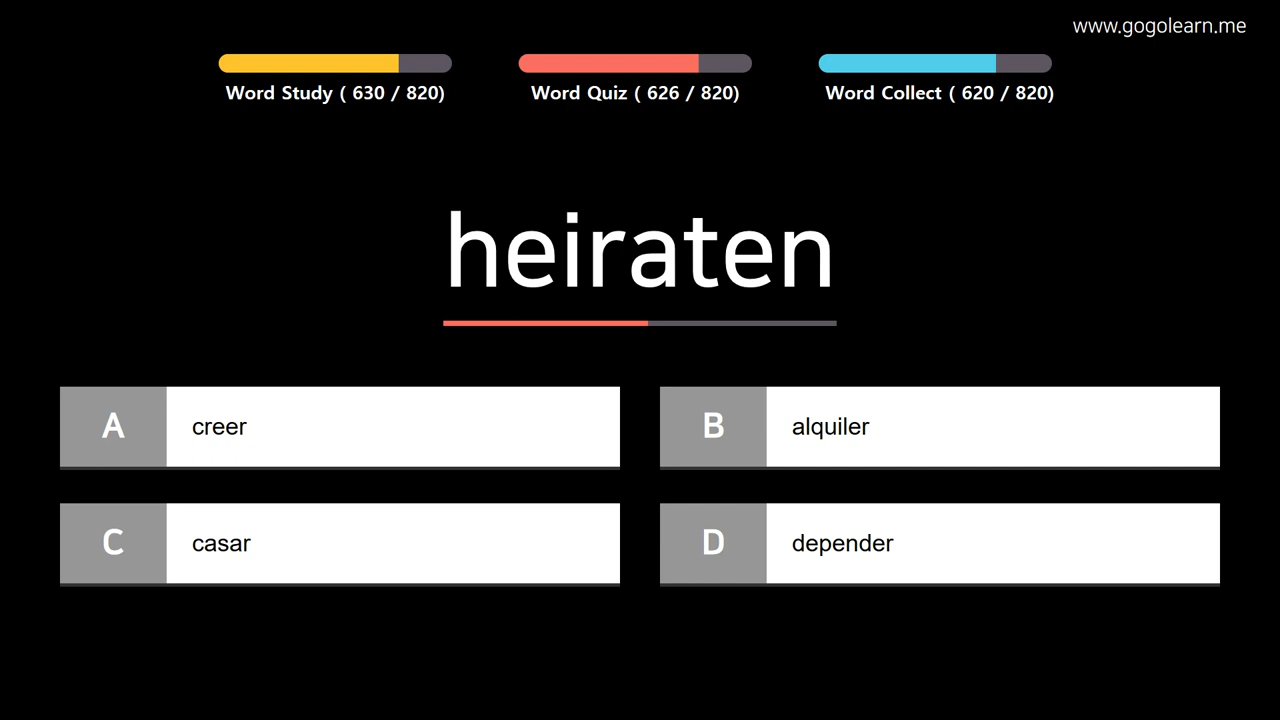 www.gogolearn.me
Word Study ( 630 / 820)
Word Quiz ( 626 / 820)
Word Collect ( 620 / 820)
heiraten
A creer
B alquiler
C casar
D depender